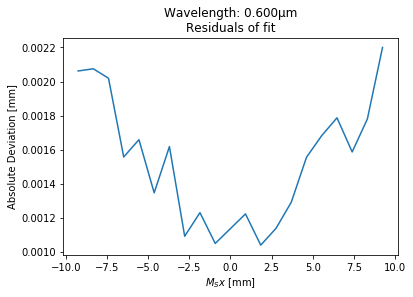 Wavelength: 0.600μm
Residuals of fit
Absolute Deviation [mm]
0.0022
0.0020
0.0018
0.0016
0.0014
0.0012
0.0010
−10.0 −7.5 −5.0 −2.5 0.0 2.5 5.0 7.5 10.0
M_S x [mm]